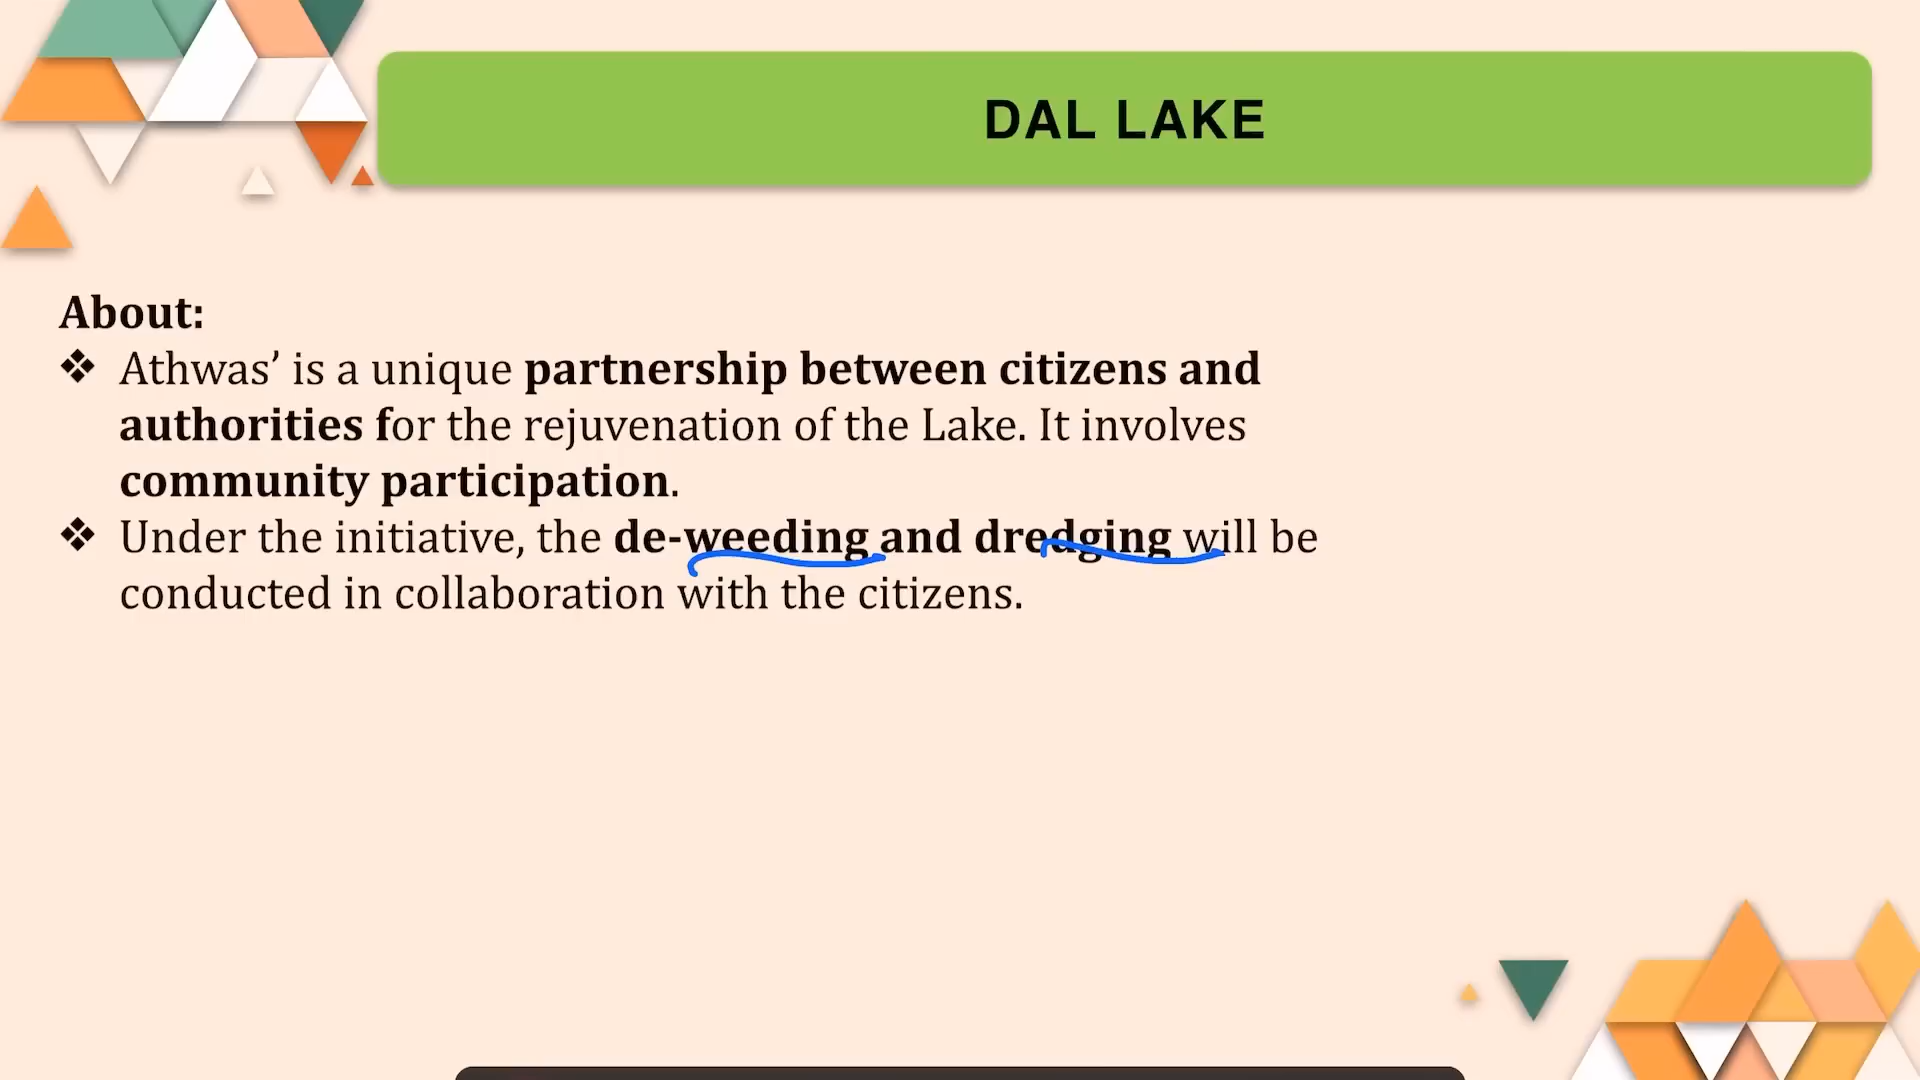 DAL LAKE
About:
❖ Athwas’ is a unique partnership between citizens and
authorities for the rejuvenation of the Lake. It involves
community participation.
❖ Under the initiative, the de-weeding and dredging will be
conducted in collaboration with the citizens.